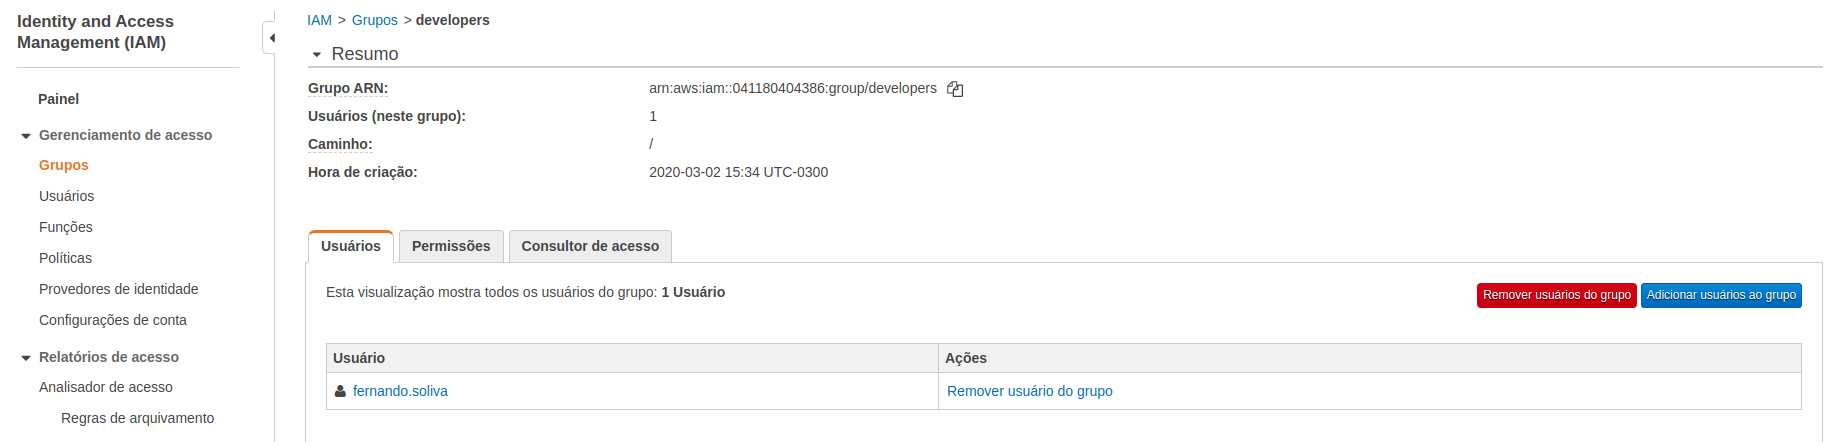 Identity and Access
Management (IAM)
Painel
Gerenciamento de acesso
Grupos
Usuários
Funções
Políticas
Provedores de identidade
Configurações de conta
Relatórios de acesso
Analisador de acesso
Regras de arquivamento
IAM > Grupos > developers
Resumo
Grupo ARN: arn:aws:iam::041180404386:group/developers
Usuários (neste grupo): 1
Caminho: /
Hora de criação: 2020-03-02 15:34 UTC-0300
Usuários Permissões Consultor de acesso
Esta visualização mostra todos os usuários do grupo: 1 Usuário Remover usuários do grupo Adicionar usuários ao grupo
Usuário Ações
fernando.soliva Remover usuário do grupo